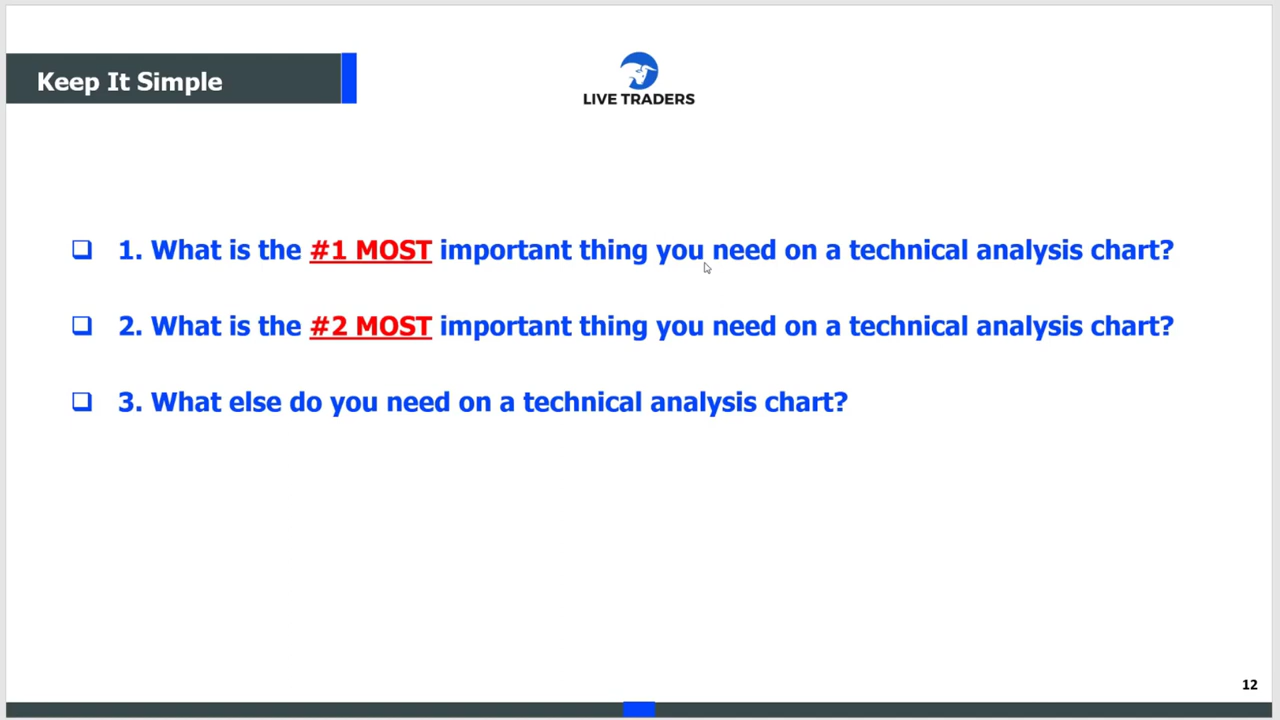 Keep It Simple
LIVE TRADERS
1. What is the #1 MOST important thing you need on a technical analysis chart?
2. What is the #2 MOST important thing you need on a technical analysis chart?
3. What else do you need on a technical analysis chart?
12